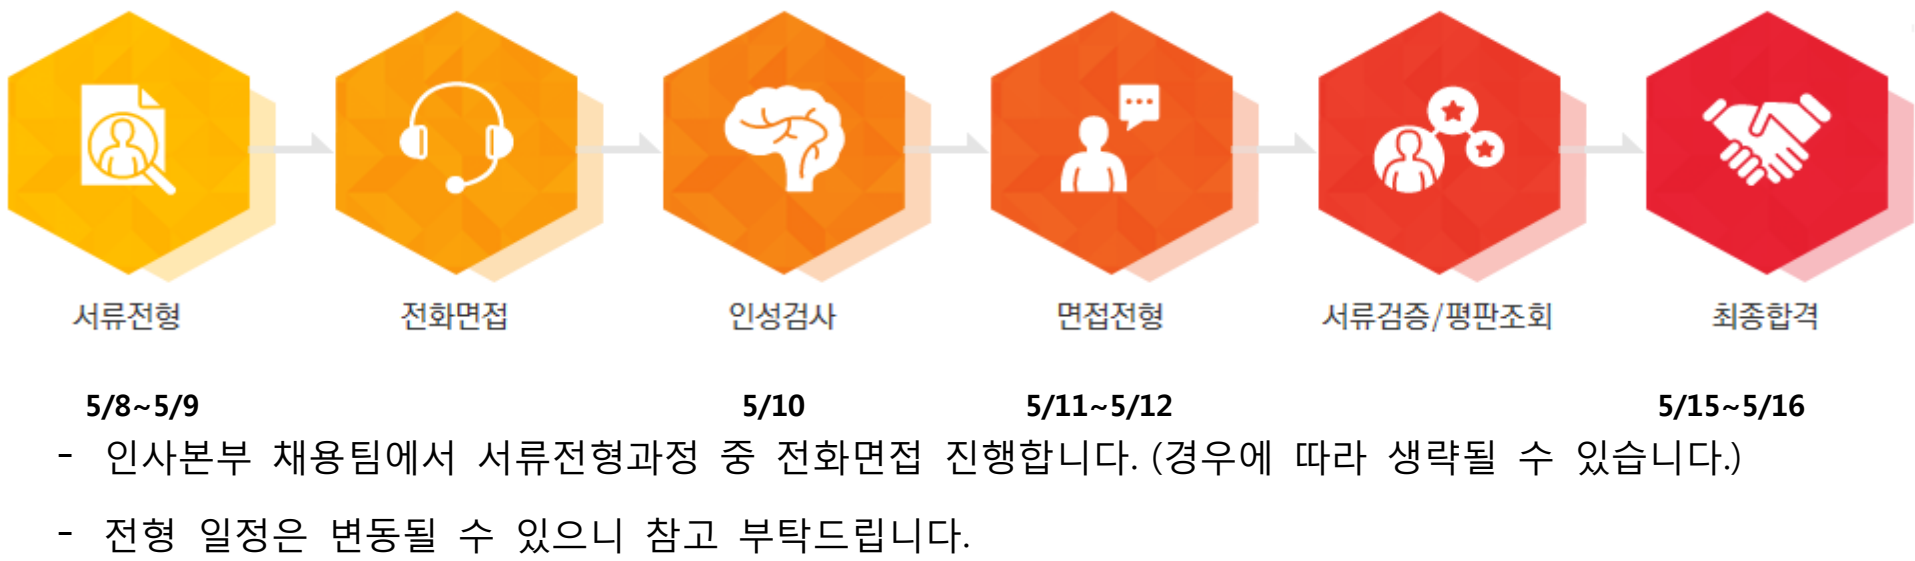 서류전형 전화면접 인성검사 면접전형 서류검증/평판조회 최종합격
5/8~5/9 5/10 5/11~5/12 5/15~5/16
- 인사본부 채용팀에서 서류전형과정 중 전화면접 진행합니다. (경우에 따라 생략될 수 있습니다.)
- 전형 일정은 변동될 수 있으니 참고 부탁드립니다.